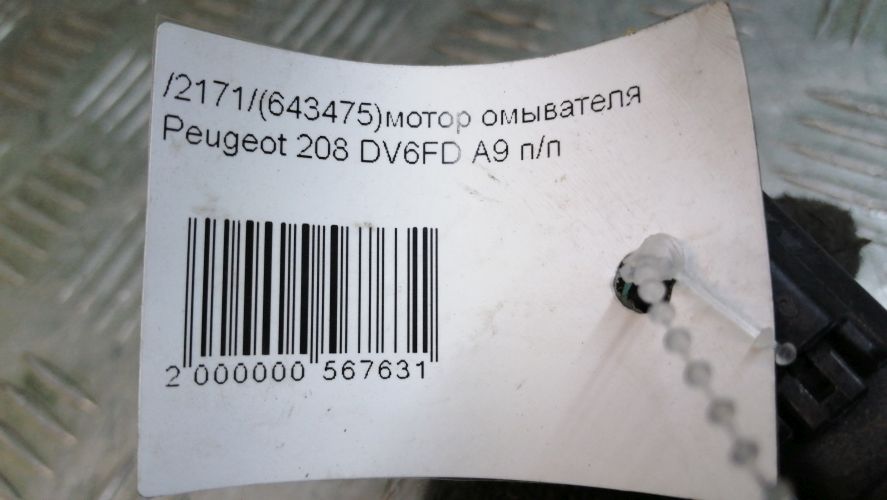 /2171/(643475)мотор омывателя
Peugeot 208 DV6FD A9 п/п
2 000000 567631